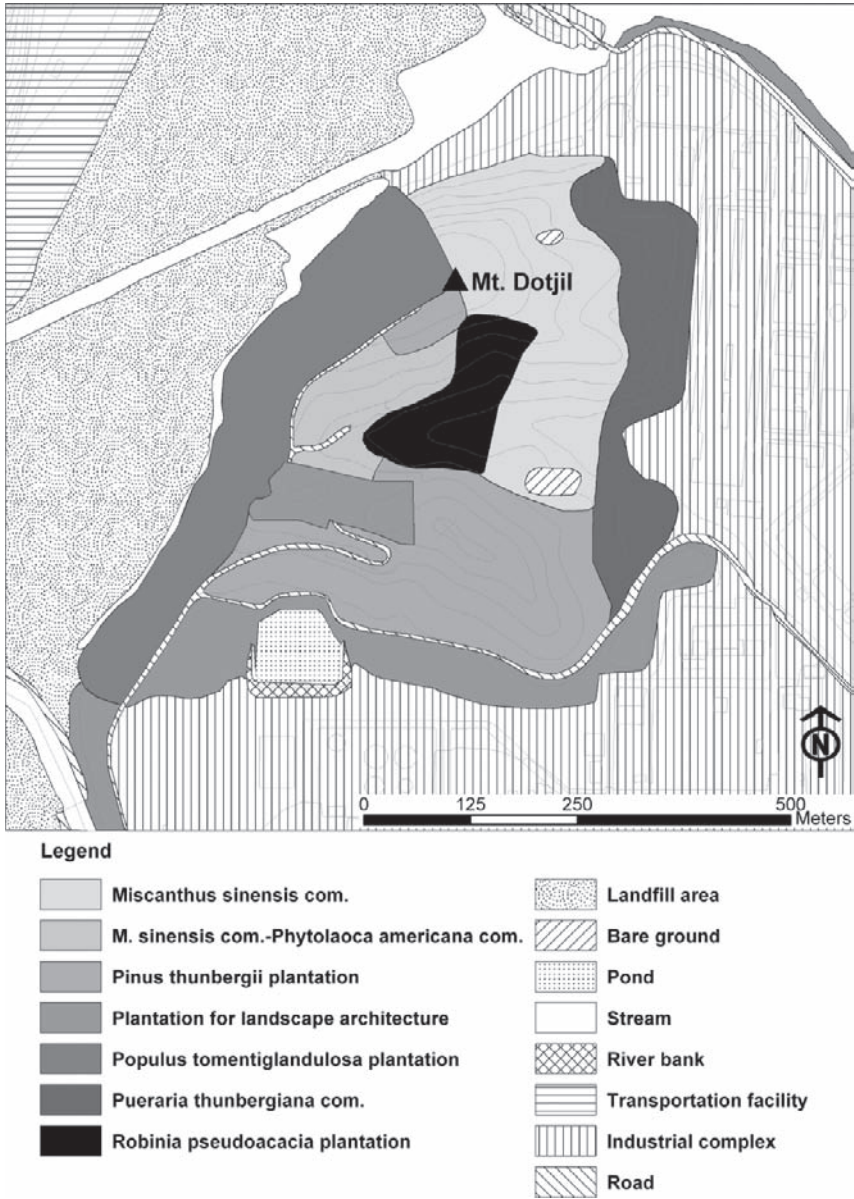 Mt. Dotjil
N
0 125 250 500
Meters
Legend
Miscanthus sinensis com.
M. sinensis com.-Phytolaoca americana com.
Pinus thunbergii plantation
Plantation for landscape architecture
Populus tomentiglandulosa plantation
Pueraria thunbergiana com.
Robinia pseudoacacia plantation
Landfill area
Bare ground
Pond
Stream
River bank
Transportation facility
Industrial complex
Road